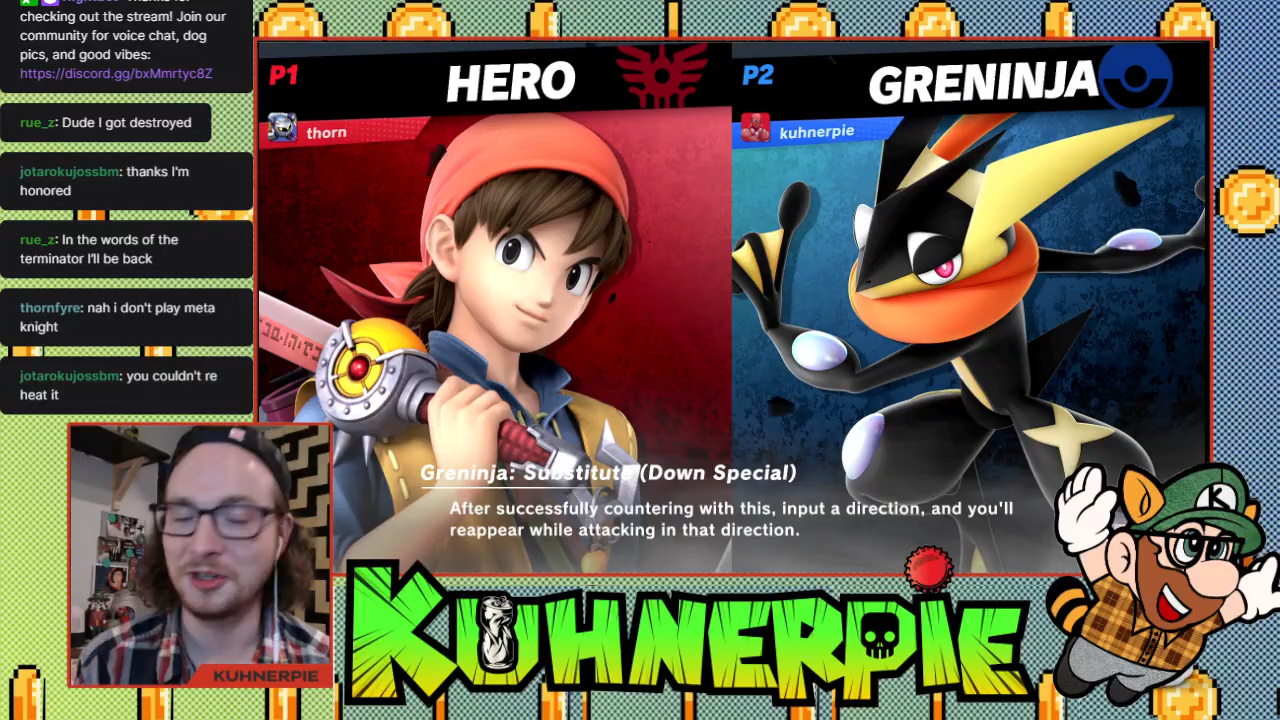 checking out the stream! Join our
community for voice chat, dog
pics, and good vibes:
https://discord.gg/bxMmrtyc8Z
rue_z: Dude I got destroyed
jotarokujossbm: thanks I'm
honored
rue_z: In the words of the
terminator I'll be back
thornfyre: nah i don't play meta
knight
jotarokujossbm: you couldn't re
heat it
P1
HERO
thorn
P2
GRENINJA
kuhnerpie
Greninja: Substitute (Down Special)
After successfully countering with this, input a direction, and you'll
reappear while attacking in that direction.
KUHNERPIE
KUHNERPIE
K